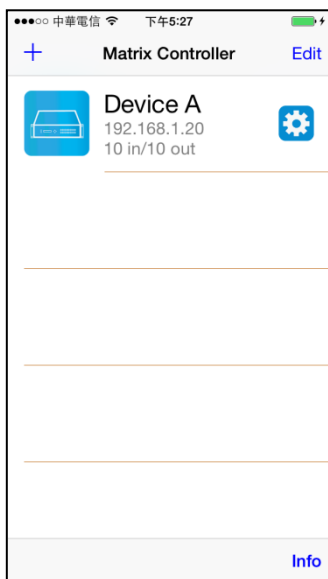 中華電信 下午5:27
+ Matrix Controller Edit
Device A
192.168.1.20
10 in/10 out
Info